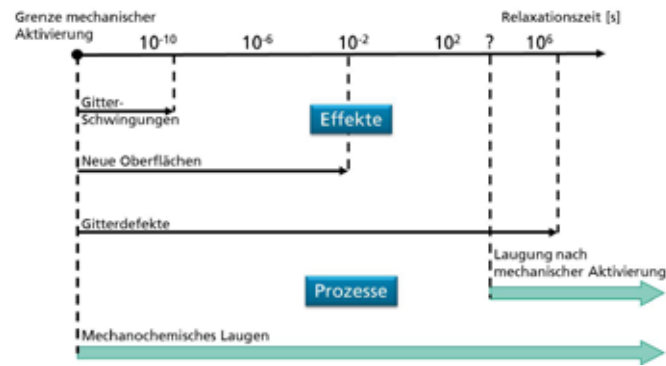 Grenze mechanischer
Aktivierung
Relaxationszeit [s]
10-10
10-6
10-2
102
?
106
Gitter-
Schwingungen
Effekte
Neue Oberflächen
Gitterdefekte
Laugung nach
mechanischer Aktivierung
Prozesse
Mechanochemisches Laugen